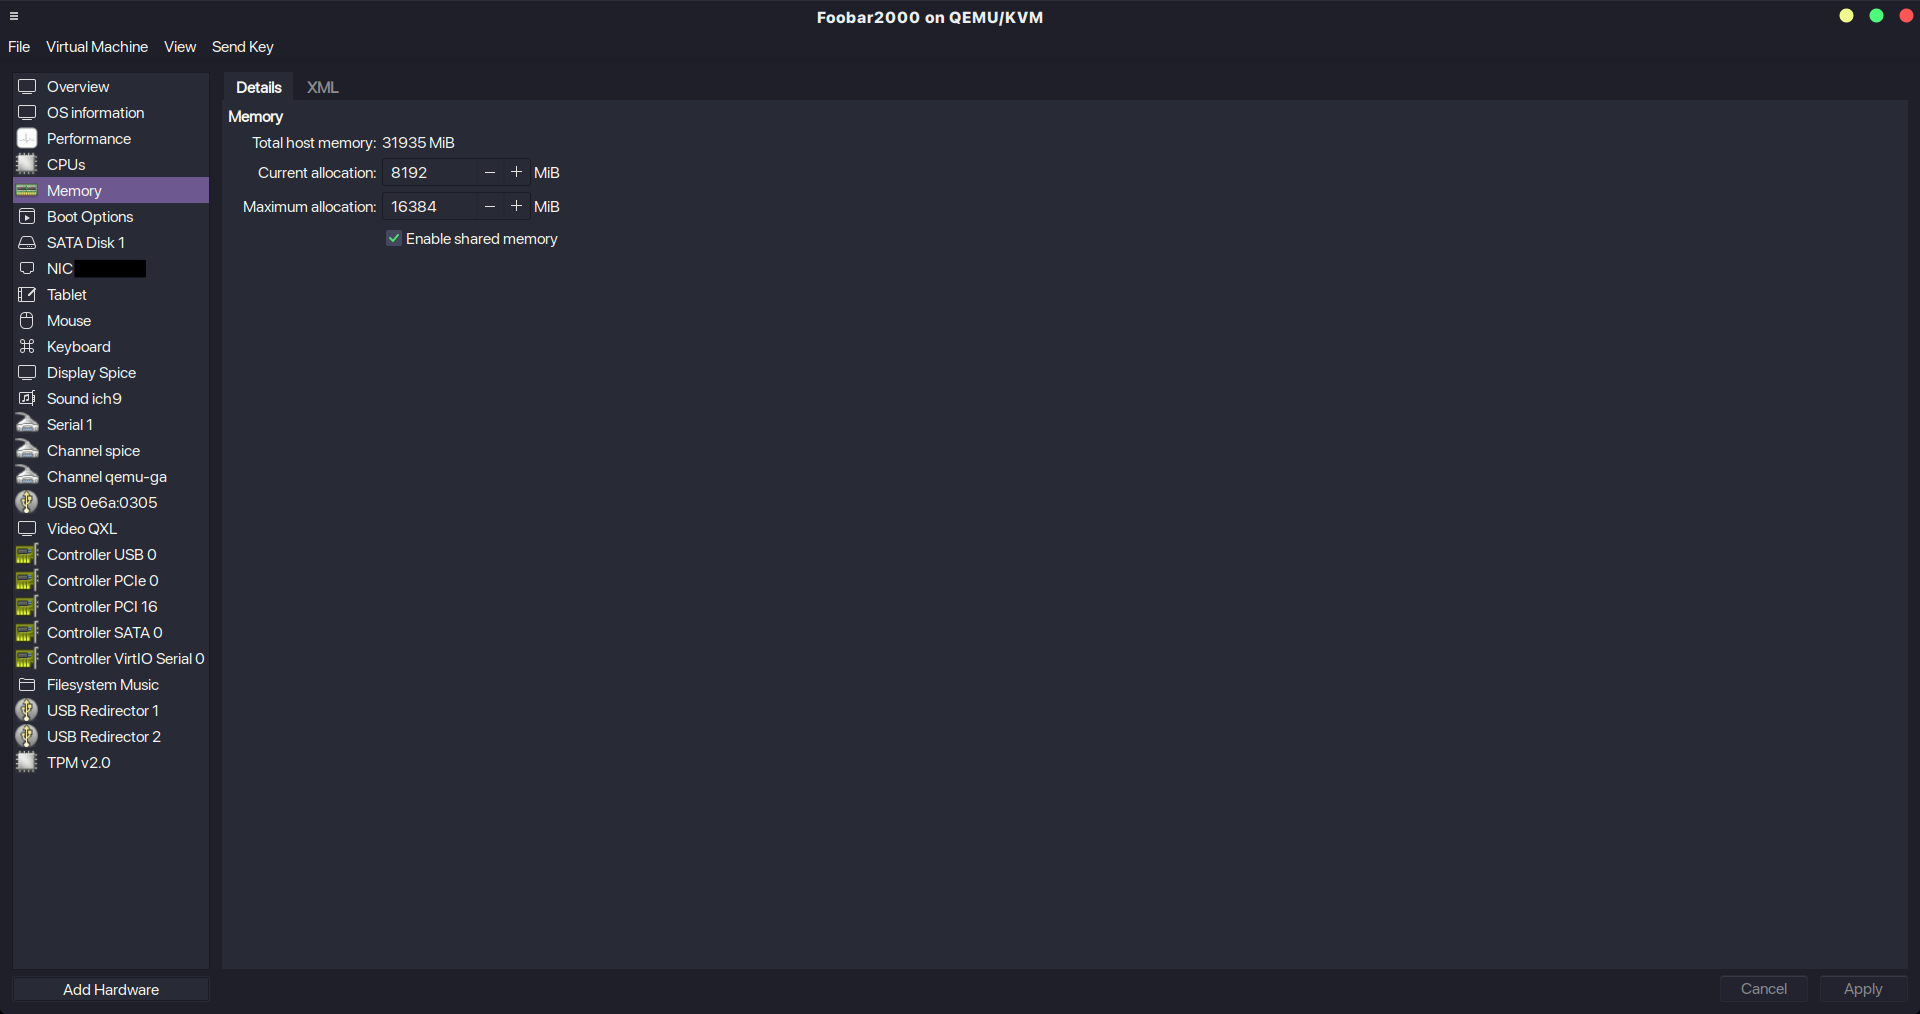 Foobar2000 on QEMU/KVM
File Virtual Machine View Send Key
Overview
OS information
Performance
CPUs
Memory
Boot Options
SATA Disk 1
NIC
Tablet
Mouse
Keyboard
Display Spice
Sound ich9
Serial 1
Channel spice
Channel qemu-ga
USB 0e6a:0305
Video QXL
Controller USB 0
Controller PCIe 0
Controller PCI 16
Controller SATA 0
Controller VirtIO Serial 0
Filesystem Music
USB Redirector 1
USB Redirector 2
TPM v2.0
Add Hardware
Details XML
Memory
Total host memory: 31935 MiB
Current allocation: 8192 − + MiB
Maximum allocation: 16384 − + MiB
Enable shared memory
Cancel Apply